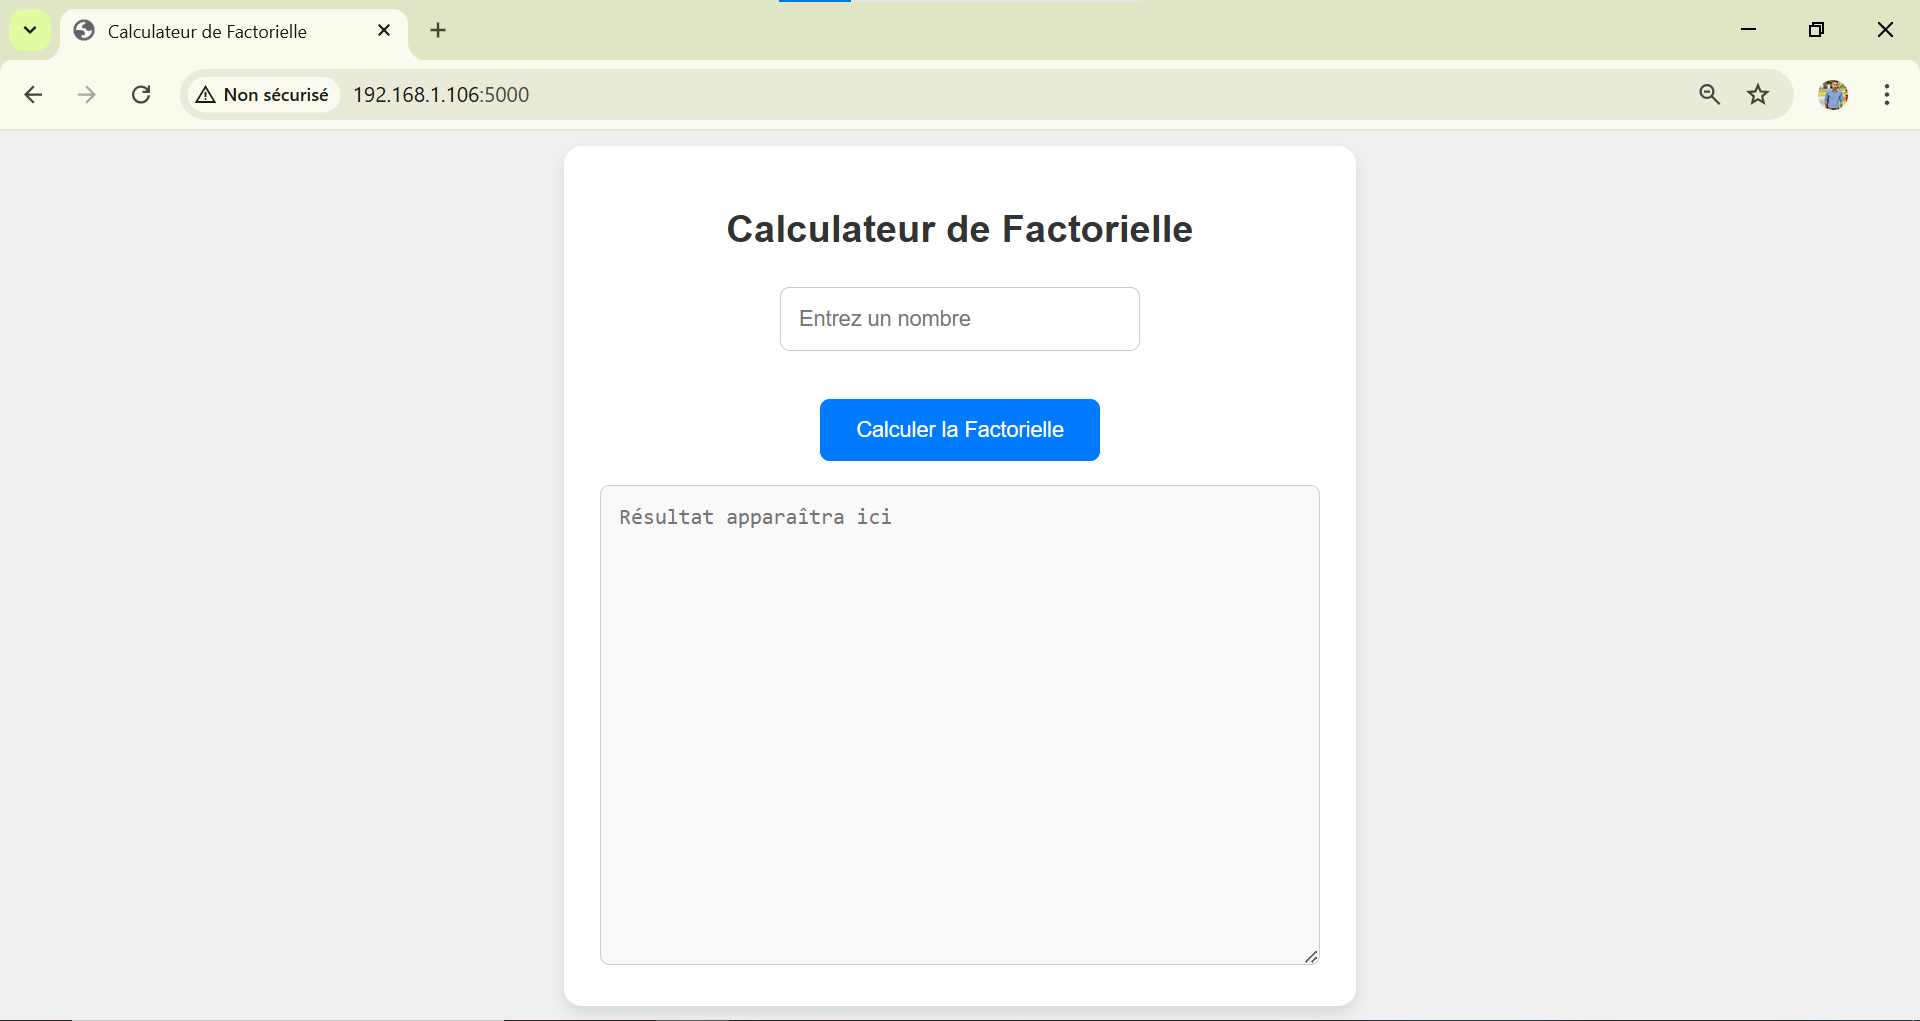 Calculateur de Factorielle
Non sécurisé 192.168.1.106:5000
Calculateur de Factorielle
Entrez un nombre
Calculer la Factorielle
Résultat apparaîtra ici